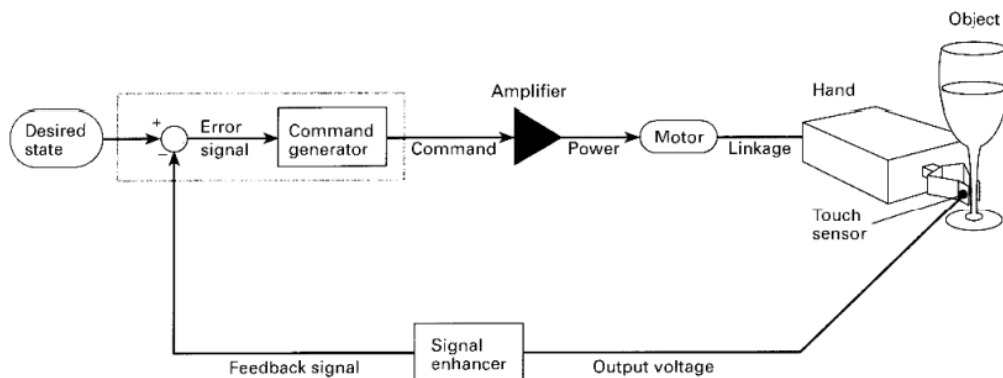 Object
Amplifier
Hand
Desired
state
+
−
Error
signal
Command
generator
Command
Power
Motor
Linkage
Touch
sensor
Feedback signal
Signal
enhancer
Output voltage